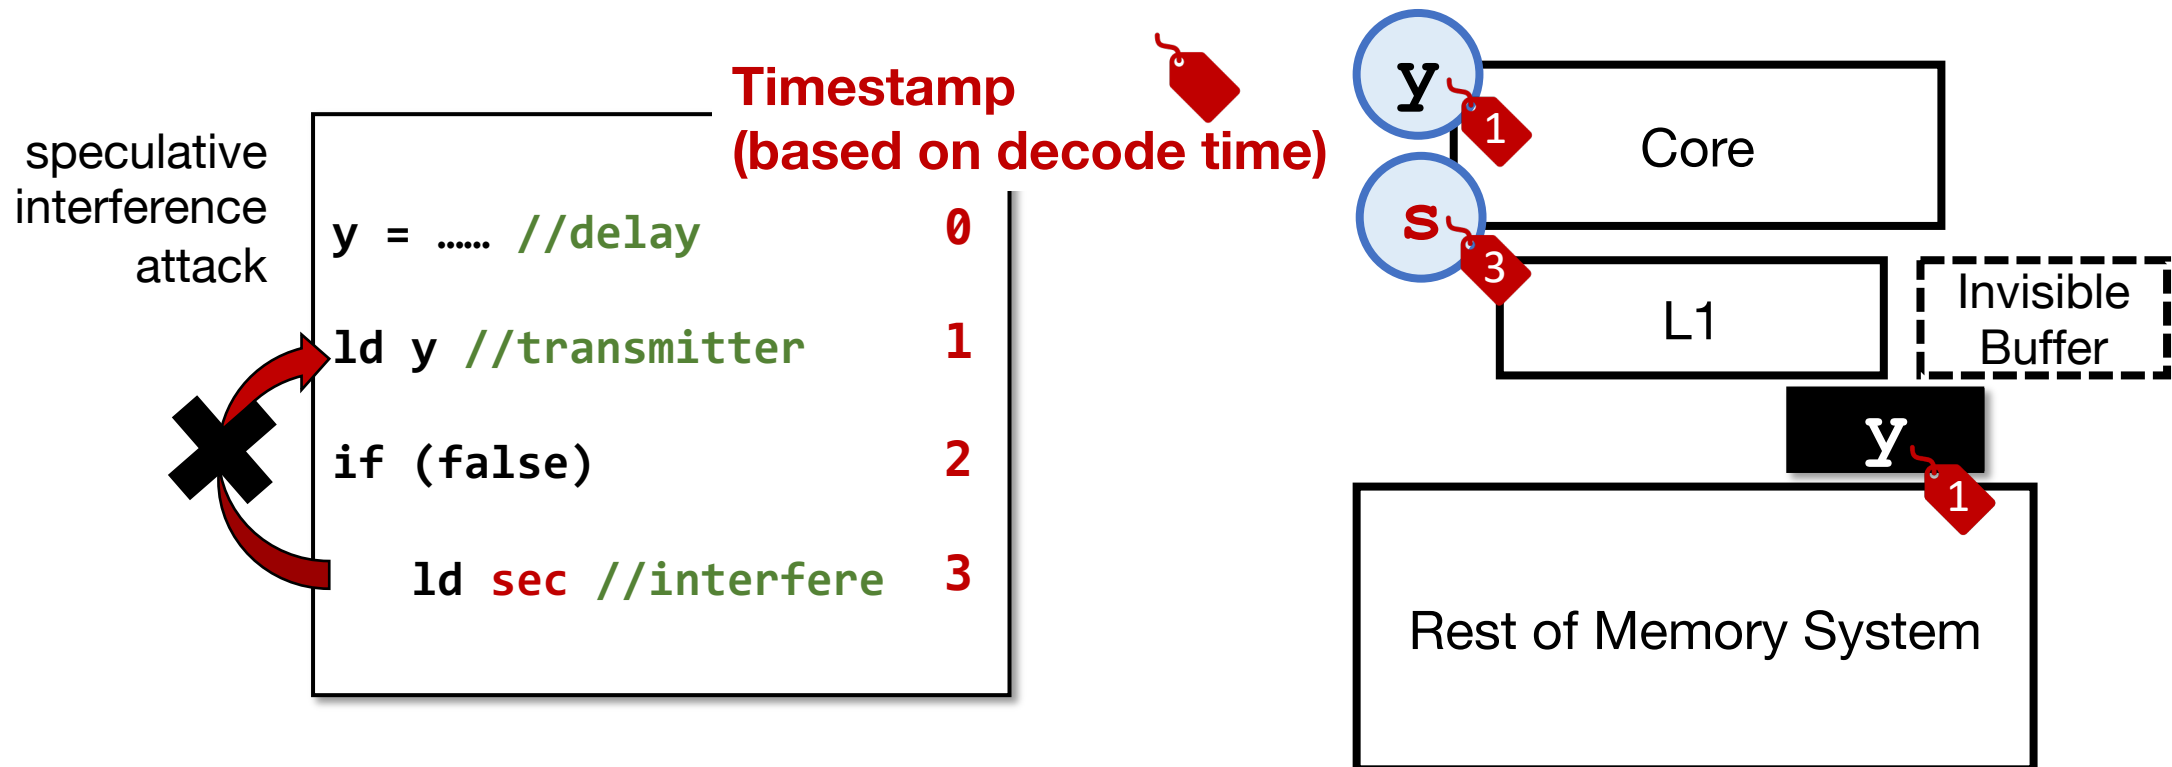 speculative
interference
attack
Timestamp
(based on decode time)
y = …… //delay 0
ld y //transmitter 1
if (false) 2
ld sec //interfere 3
y
1
Core
s
3
L1
Invisible
Buffer
y
1
Rest of Memory System